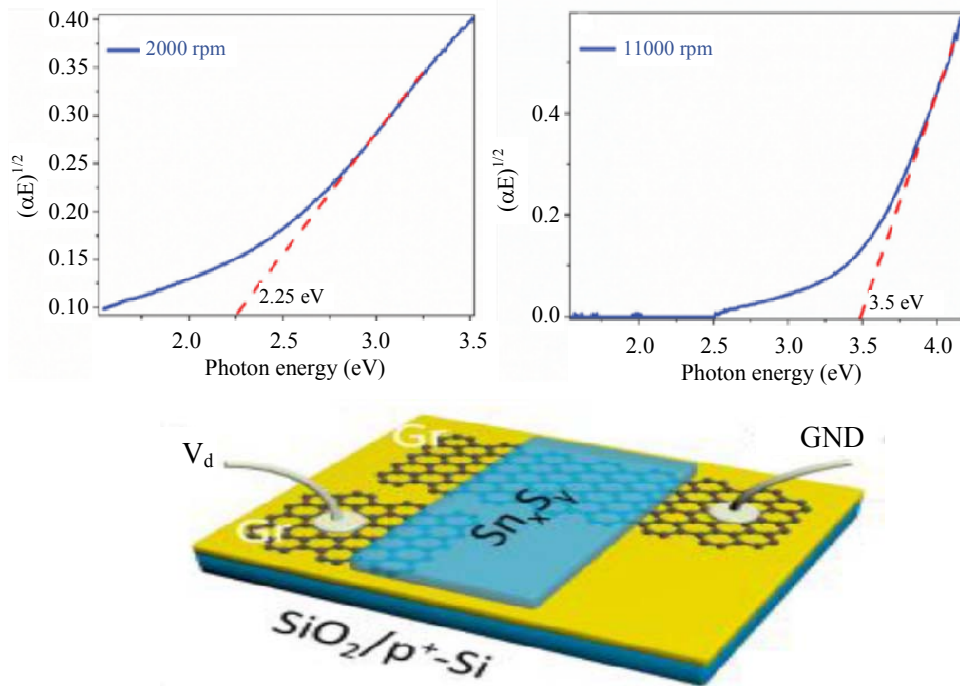 0.40
0.35
0.30
0.25
0.20
0.15
0.10
2000 rpm
2.25 eV
(αE)^{1/2}
2.0 2.5 3.0 3.5
Photon energy (eV)
0.4
0.2
0.0
11000 rpm
3.5 eV
(αE)^{1/2}
2.0 2.5 3.0 3.5 4.0
Photon energy (eV)
V_d
GND
Gr
Gr
Sn_xS_y
SiO_2/p^+-Si